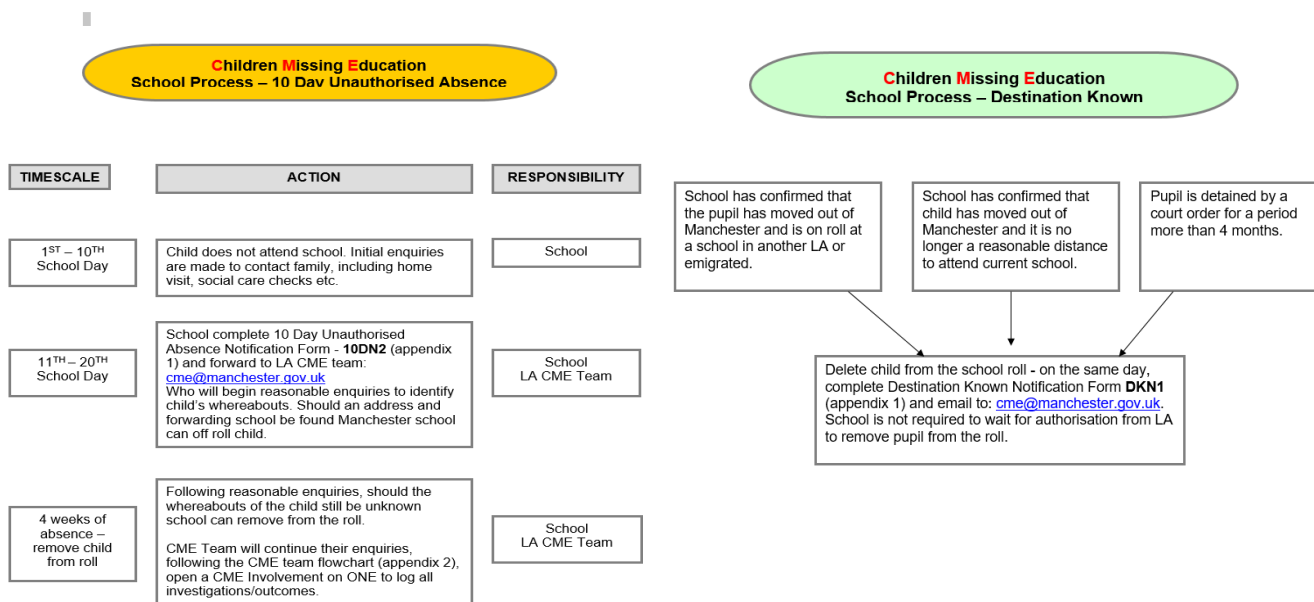 Children Missing Education
School Process – 10 Day Unauthorised Absence
TIMESCALE
ACTION
RESPONSIBILITY
1ST – 10TH
School Day
Child does not attend school. Initial enquiries
are made to contact family, including home
visit, social care checks etc.
School
11TH – 20TH
School Day
School complete 10 Day Unauthorised
Absence Notification Form - 10DN2 (appendix
1) and forward to LA CME team:
cme@manchester.gov.uk
Who will begin reasonable enquiries to identify
child's whereabouts. Should an address and
forwarding school be found Manchester school
can off roll child.
School
LA CME Team
4 weeks of
absence –
remove child
from roll
Following reasonable enquiries, should the
whereabouts of the child still be unknown
school can remove from the roll.
CME Team will continue their enquiries,
following the CME team flowchart (appendix 2),
open a CME Involvement on ONE to log all
investigations/outcomes.
School
LA CME Team
Children Missing Education
School Process – Destination Known
School has confirmed that
the pupil has moved out of
Manchester and is on roll at
a school in another LA or
emigrated.
School has confirmed that
child has moved out of
Manchester and it is no
longer a reasonable distance
to attend current school.
Pupil is detained by a
court order for a period
more than 4 months.
Delete child from the school roll - on the same day,
complete Destination Known Notification Form DKN1
(appendix 1) and email to: cme@manchester.gov.uk.
School is not required to wait for authorisation from LA
to remove pupil from the roll.